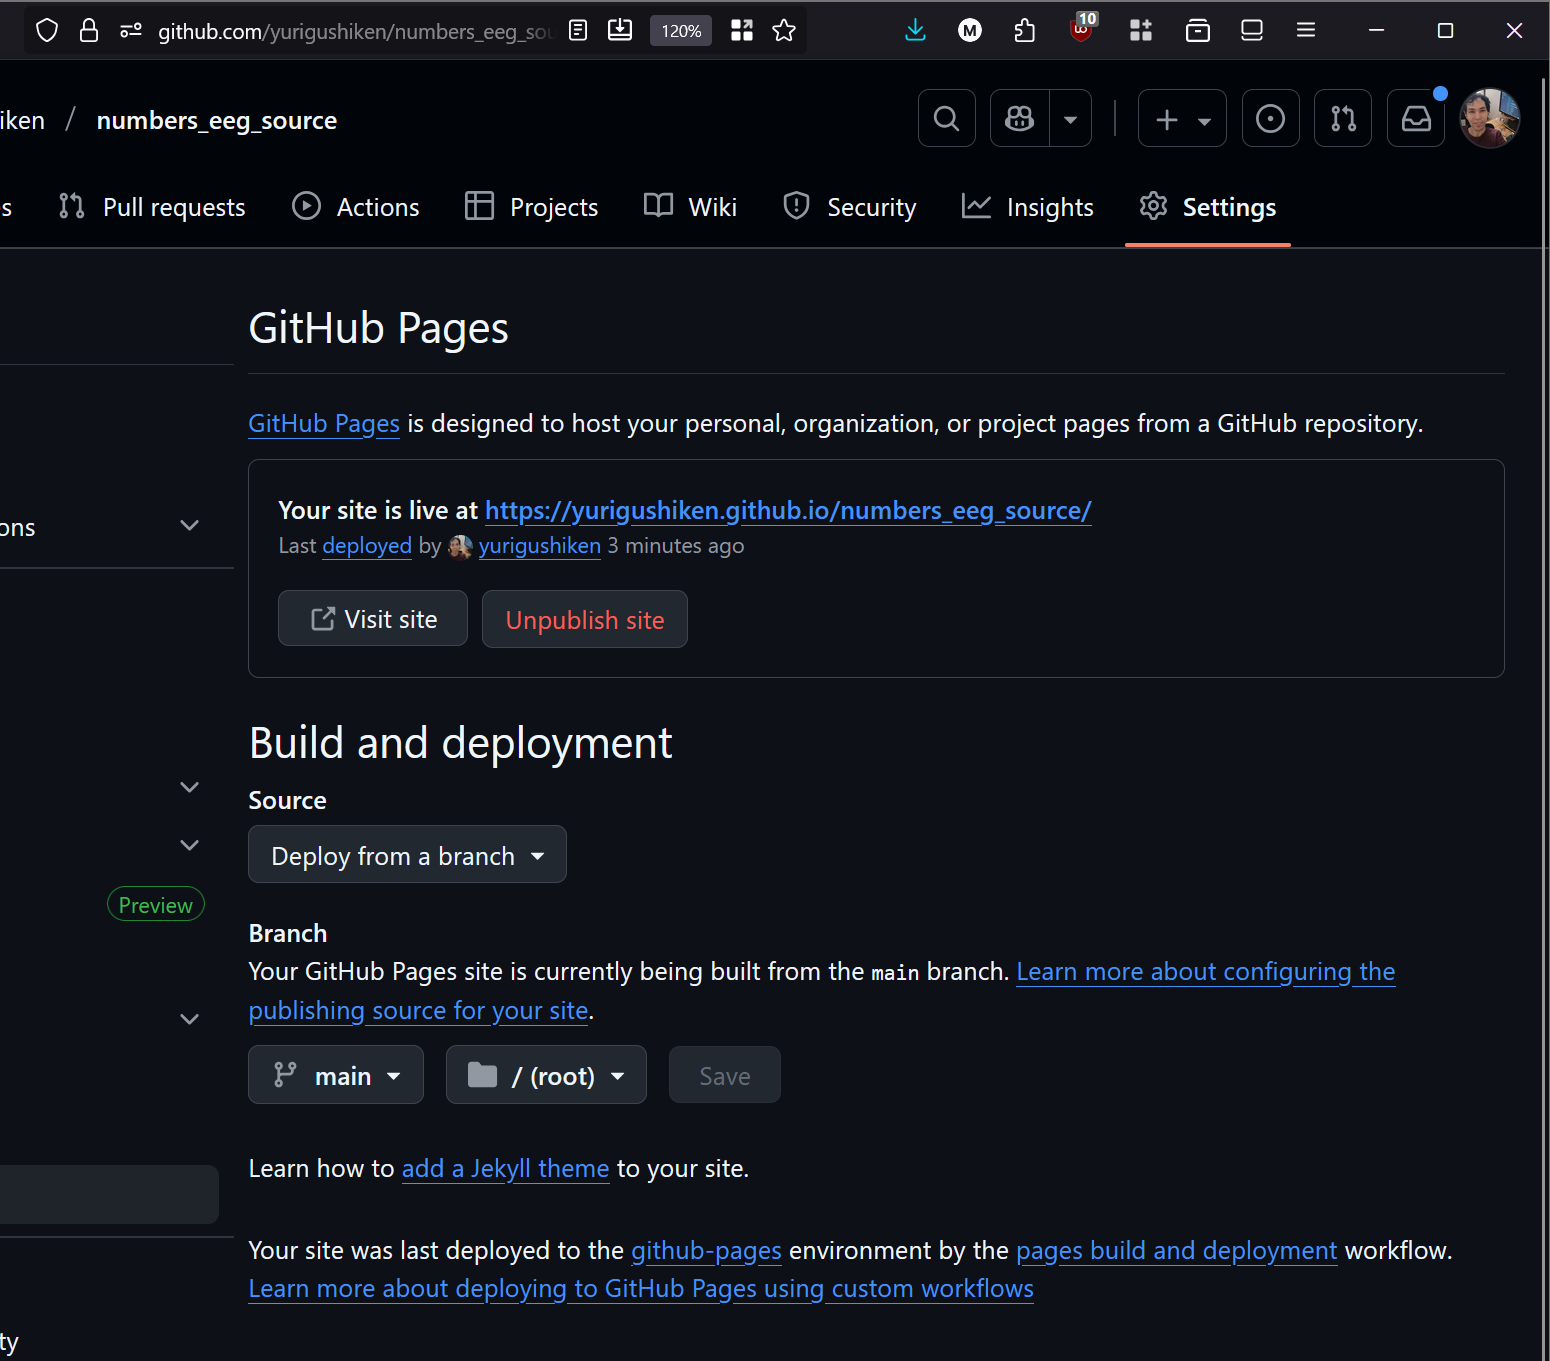 github.com/yurigushiken/numbers_eeg_sou
120%
10
iken / numbers_eeg_source
s
Pull requests
Actions
Projects
Wiki
Security
Insights
Settings
GitHub Pages
GitHub Pages is designed to host your personal, organization, or project pages from a GitHub repository.
Your site is live at https://yurigushiken.github.io/numbers_eeg_source/
Last deployed by yurigushiken 3 minutes ago
ons
Visit site
Unpublish site
Build and deployment
Source
Deploy from a branch
Preview
Branch
Your GitHub Pages site is currently being built from the main branch. Learn more about configuring the
publishing source for your site.
main
/ (root)
Save
Learn how to add a Jekyll theme to your site.
Your site was last deployed to the github-pages environment by the pages build and deployment workflow.
Learn more about deploying to GitHub Pages using custom workflows
ty